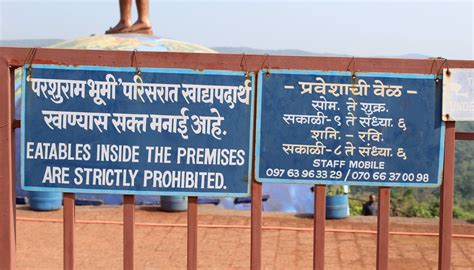 'परशुराम भूमी' परिसरात खाद्यपदार्थ
खाण्यास सक्त मनाई आहे.
EATABLES INSIDE THE PREMISES
ARE STRICTLY PROHIBITED.
- प्रवेशाची वेळ -
सोम. ते शुक्र.
सकाळी-९ ते संध्या. ६
शनि. - रवि.
सकाळी-८ ते संध्या. ६
STAFF MOBILE
097 63 96 33 29 / 070 66 37 00 98